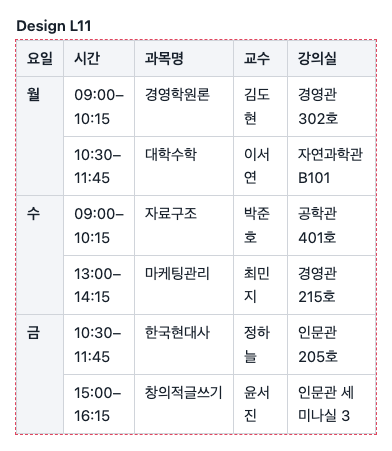 Design L11
요일 시간 과목명 교수 강의실
월 09:00– 경영학원론 김도 경영관
10:15 현 302호
10:30– 대학수학 이서 자연과학관
11:45 연 B101
수 09:00– 자료구조 박준 공학관
10:15 호 401호
13:00– 마케팅관리 최민 경영관
14:15 지 215호
금 10:30– 한국현대사 정하 인문관
11:45 늘 205호
15:00– 창의적글쓰기 윤서 인문관 세
16:15 진 미나실 3